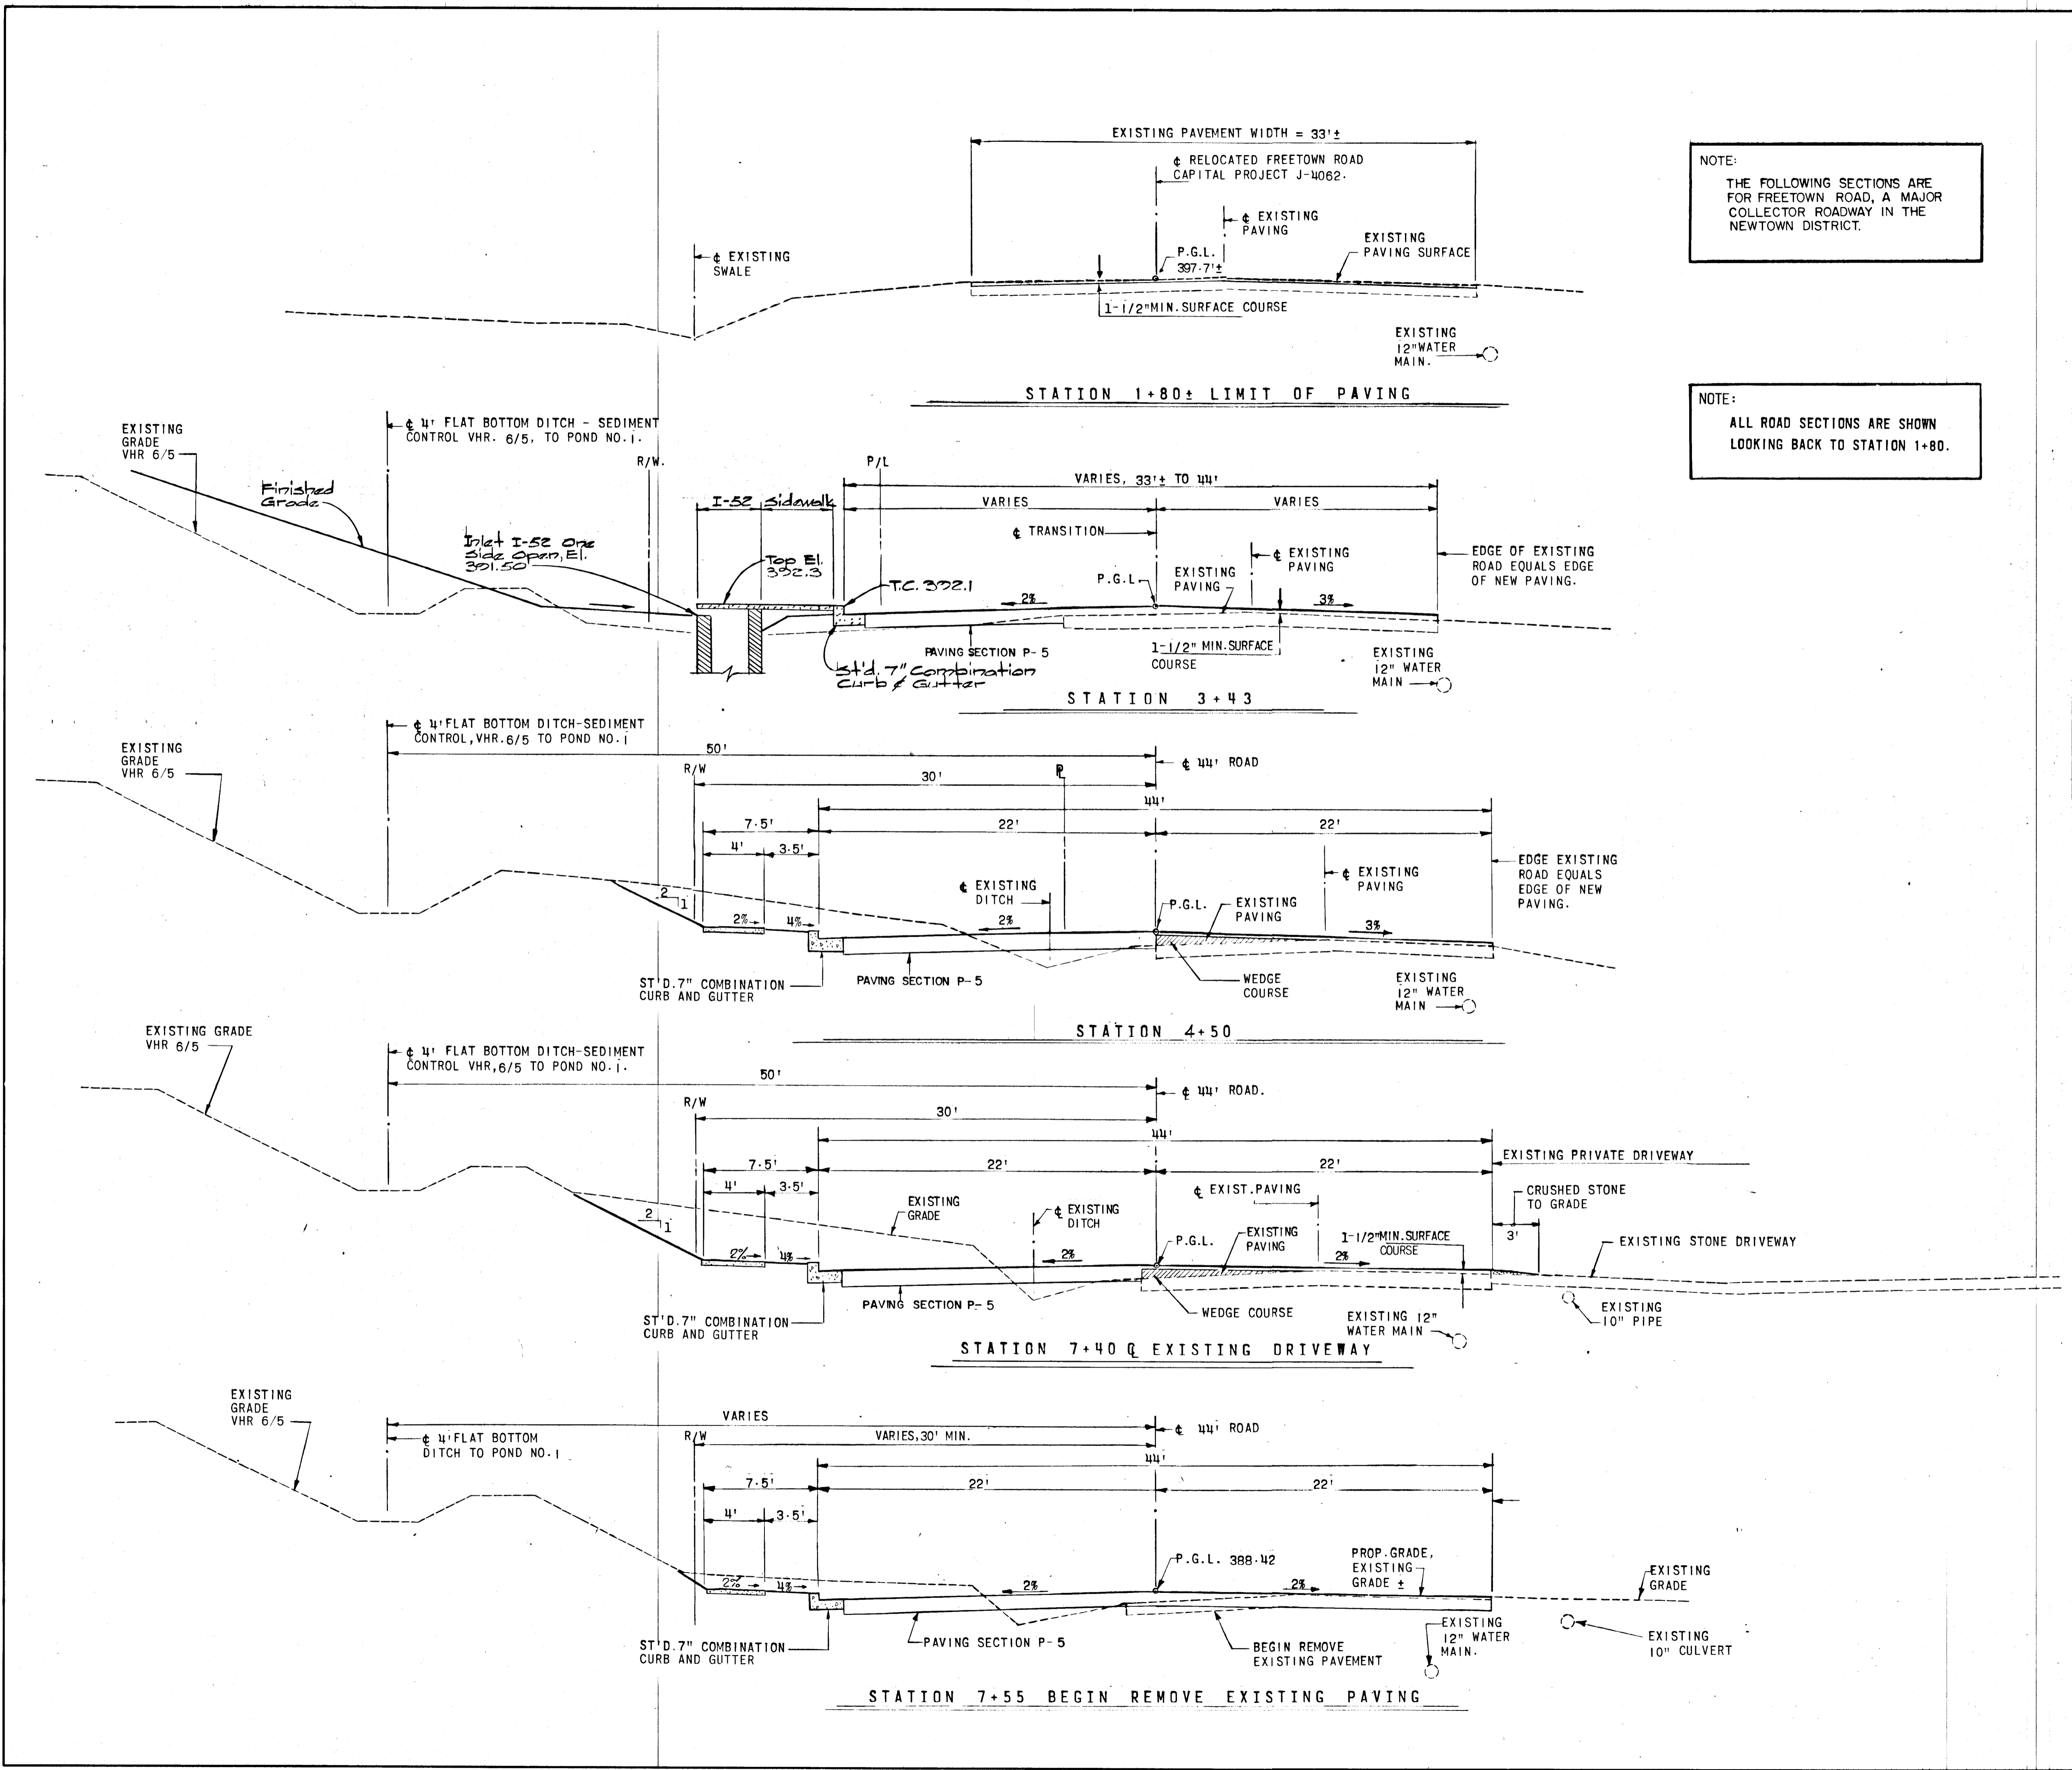 EXISTING PAVEMENT WIDTH = 33'±
℄ RELOCATED FREETOWN ROAD
CAPITAL PROJECT J-4062.
℄ EXISTING
PAVING
℄ EXISTING
SWALE
P.G.L.
397.7'±
EXISTING
PAVING SURFACE
1-1/2"MIN.SURFACE COURSE
EXISTING
12"WATER
MAIN.
STATION 1+80± LIMIT OF PAVING
NOTE:
THE FOLLOWING SECTIONS ARE
FOR FREETOWN ROAD, A MAJOR
COLLECTOR ROADWAY IN THE
NEWTOWN DISTRICT.
NOTE:
ALL ROAD SECTIONS ARE SHOWN
LOOKING BACK TO STATION 1+80.
EXISTING
GRADE
VHR 6/5
℄ 4' FLAT BOTTOM DITCH - SEDIMENT
CONTROL VHR. 6/5, TO POND NO.1.
R/W.
P/L
VARIES, 33'± TO 44'
VARIES
VARIES
Finished
Grade
I-52
Sidewalk
Inlet I-52 One
Side Open, El.
391.50
Top El.
392.3
T.C. 392.1
℄ TRANSITION
℄ EXISTING
PAVING
P.G.L.
EXISTING
PAVING
2%
3%
EDGE OF EXISTING
ROAD EQUALS EDGE
OF NEW PAVING.
PAVING SECTION P-5
1-1/2" MIN.SURFACE
COURSE
St'd. 7" Combination
Curb & Gutter
EXISTING
12" WATER
MAIN
STATION 3+43
EXISTING
GRADE
VHR 6/5
℄ 4'FLAT BOTTOM DITCH-SEDIMENT
CONTROL,VHR.6/5 TO POND NO.1
50'
℄ 44' ROAD
R/W
30'
P̲L
44'
7.5'
22'
22'
4'
3.5'
℄ EXISTING
DITCH
℄ EXISTING
PAVING
EDGE EXISTING
ROAD EQUALS
EDGE OF NEW
PAVING.
2
1
2%
4%
2%
P.G.L.
EXISTING
PAVING
3%
ST'D.7" COMBINATION
CURB AND GUTTER
PAVING SECTION P-5
WEDGE
COURSE
EXISTING
12" WATER
MAIN
STATION 4+50
EXISTING GRADE
VHR 6/5
℄ 4' FLAT BOTTOM DITCH-SEDIMENT
CONTROL VHR,6/5 TO POND NO.1.
50'
℄ 44' ROAD.
R/W
30'
44'
7.5'
22'
22'
EXISTING PRIVATE DRIVEWAY
4'
3.5'
℄ EXIST.PAVING
CRUSHED STONE
TO GRADE
EXISTING
GRADE
℄ EXISTING
DITCH
3'
2
1
2%
4%
2%
P.G.L.
EXISTING
PAVING
1-1/2"MIN.SURFACE
COURSE
2%
EXISTING STONE DRIVEWAY
PAVING SECTION P-5
ST'D.7" COMBINATION
CURB AND GUTTER
WEDGE COURSE
EXISTING 12"
WATER MAIN
EXISTING
10" PIPE
STATION 7+40 ℄ EXISTING DRIVEWAY
EXISTING
GRADE
VHR 6/5
VARIES
℄ 4'FLAT BOTTOM
DITCH TO POND NO.1
℄ 44' ROAD
R/W
VARIES,30' MIN.
44'
7.5'
22'
22'
4'
3.5'
P.G.L. 388.42
PROP.GRADE,
EXISTING
GRADE ±
EXISTING
GRADE
2%
4%
2%
2%
ST'D.7" COMBINATION
CURB AND GUTTER
PAVING SECTION P-5
BEGIN REMOVE
EXISTING PAVEMENT
EXISTING
12" WATER
MAIN.
EXISTING
10" CULVERT
STATION 7+55 BEGIN REMOVE EXISTING PAVING